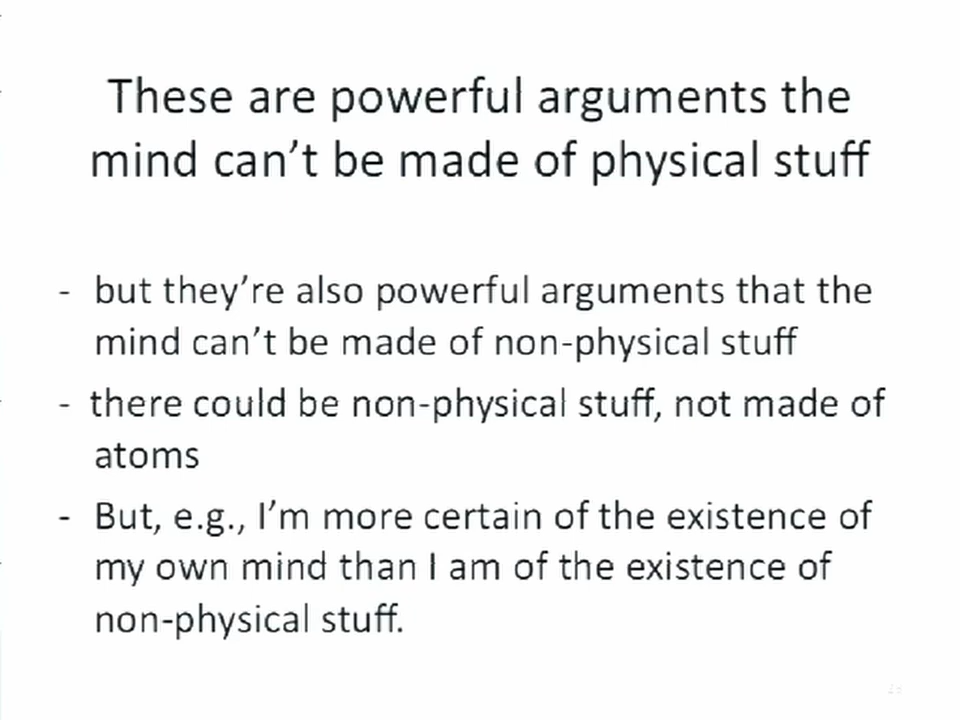 These are powerful arguments the
mind can’t be made of physical stuff
- but they’re also powerful arguments that the
mind can’t be made of non-physical stuff
- there could be non-physical stuff, not made of
atoms
- But, e.g., I’m more certain of the existence of
my own mind than I am of the existence of
non-physical stuff.